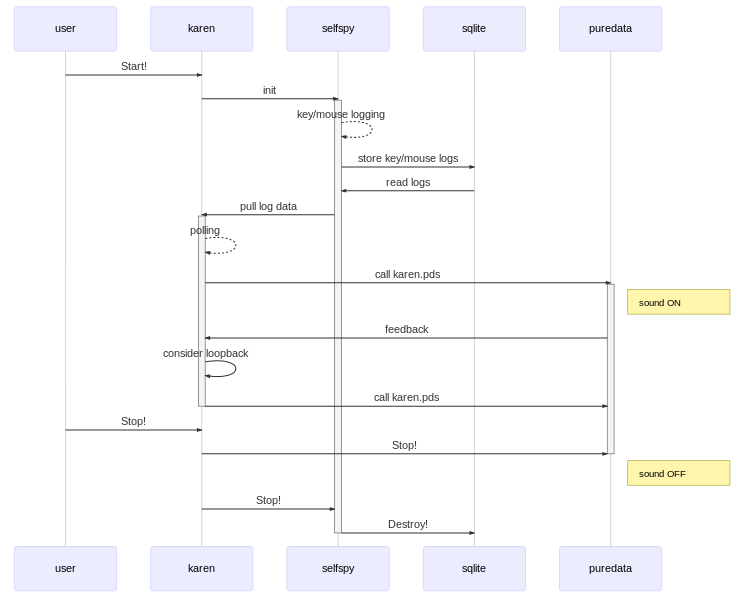 user karen selfspy sqlite puredata
Start!
init
key/mouse logging
store key/mouse logs
read logs
pull log data
polling
call karen.pds
sound ON
feedback
consider loopback
call karen.pds
Stop!
Stop!
sound OFF
Stop!
Destroy!
user karen selfspy sqlite puredata